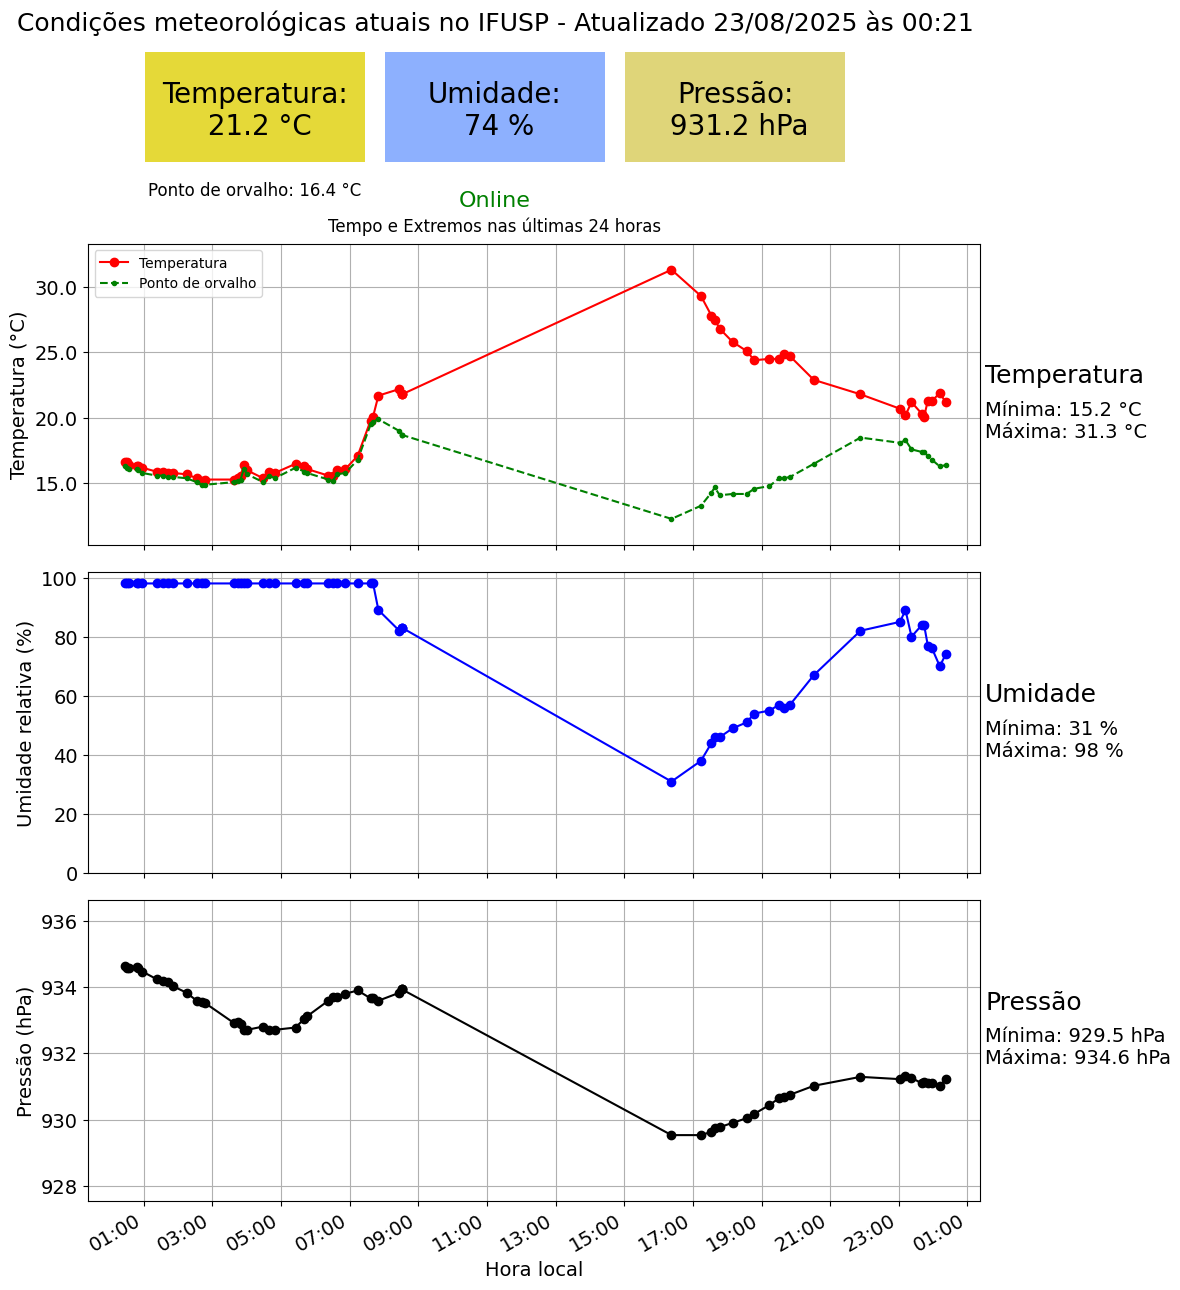 Condições meteorológicas atuais no IFUSP - Atualizado 23/08/2025 às 00:21
Temperatura:
21.2 °C
Umidade:
74 %
Pressão:
931.2 hPa
Ponto de orvalho: 16.4 °C
Online
Tempo e Extremos nas últimas 24 horas
Temperatura
Ponto de orvalho
Temperatura (°C)
30.0
25.0
20.0
15.0
Temperatura
Mínima: 15.2 °C
Máxima: 31.3 °C
Umidade relativa (%)
100
80
60
40
20
0
Umidade
Mínima: 31 %
Máxima: 98 %
Pressão (hPa)
936
934
932
930
928
Pressão
Mínima: 929.5 hPa
Máxima: 934.6 hPa
01:00 03:00 05:00 07:00 09:00 11:00 13:00 15:00 17:00 19:00 21:00 23:00 01:00
Hora local